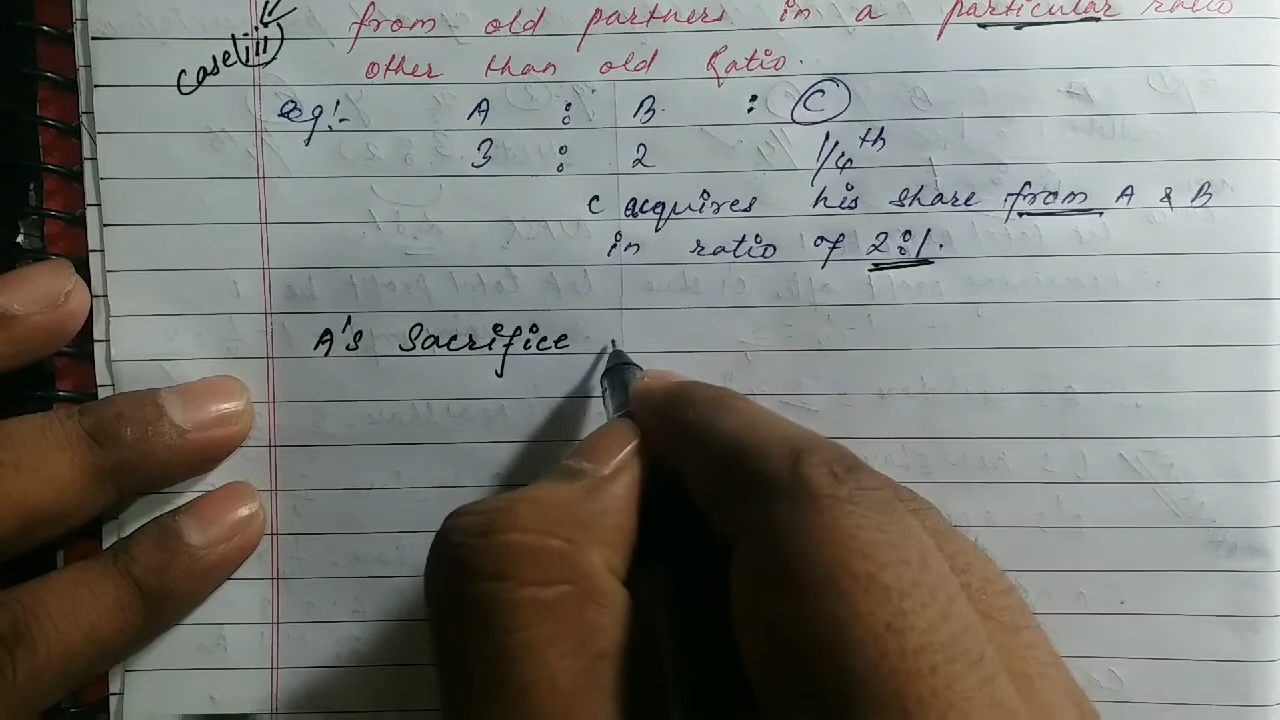 from old partners in a particular ratio
case(iii)
other than old Ratio.
eg:- A : B : C
3 : 2 1/4th
C acquires his share from A & B
in ratio of 2:1.
A's Sacrifice